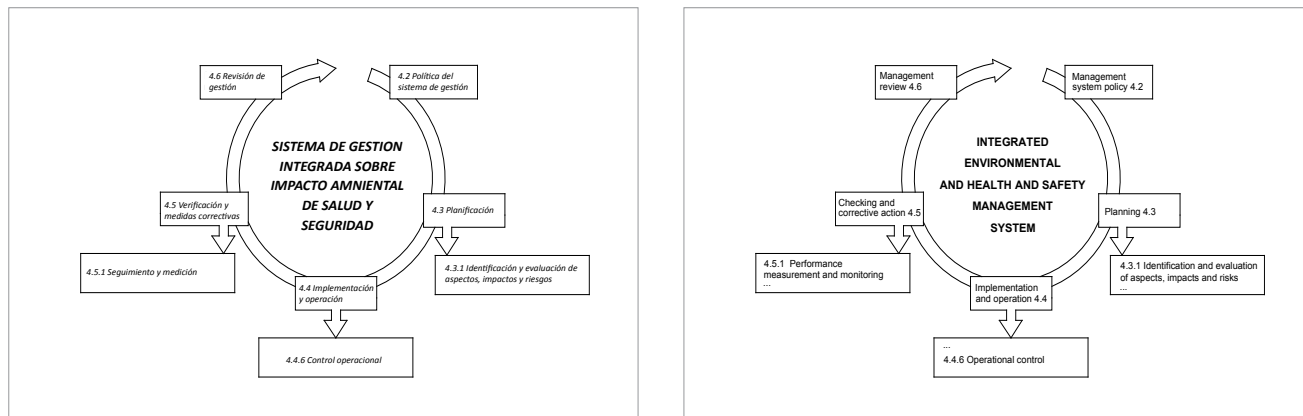 4.6 Revisión de
gestión
4.2 Política del
sistema de gestión
SISTEMA DE GESTION
INTEGRADA SOBRE
IMPACTO AMNIENTAL
DE SALUD Y
SEGURIDAD
4.5 Verificación y
medidas correctivas
4.3 Planificación
4.5.1 Seguimiento y medición
4.3.1 Identificación y evaluación de
aspectos, impactos y riesgos
4.4 Implementación
y operación
4.4.6 Control operacional
Management
review 4.6
Management
system policy 4.2
INTEGRATED
ENVIRONMENTAL
AND HEALTH AND SAFETY
MANAGEMENT
SYSTEM
Checking and
corrective action 4.5
Planning 4.3
4.5.1 Performance
measurement and monitoring
...
4.3.1 Identification and evaluation
of aspects, impacts and risks
...
Implementation
and operation 4.4
...
4.4.6 Operational control